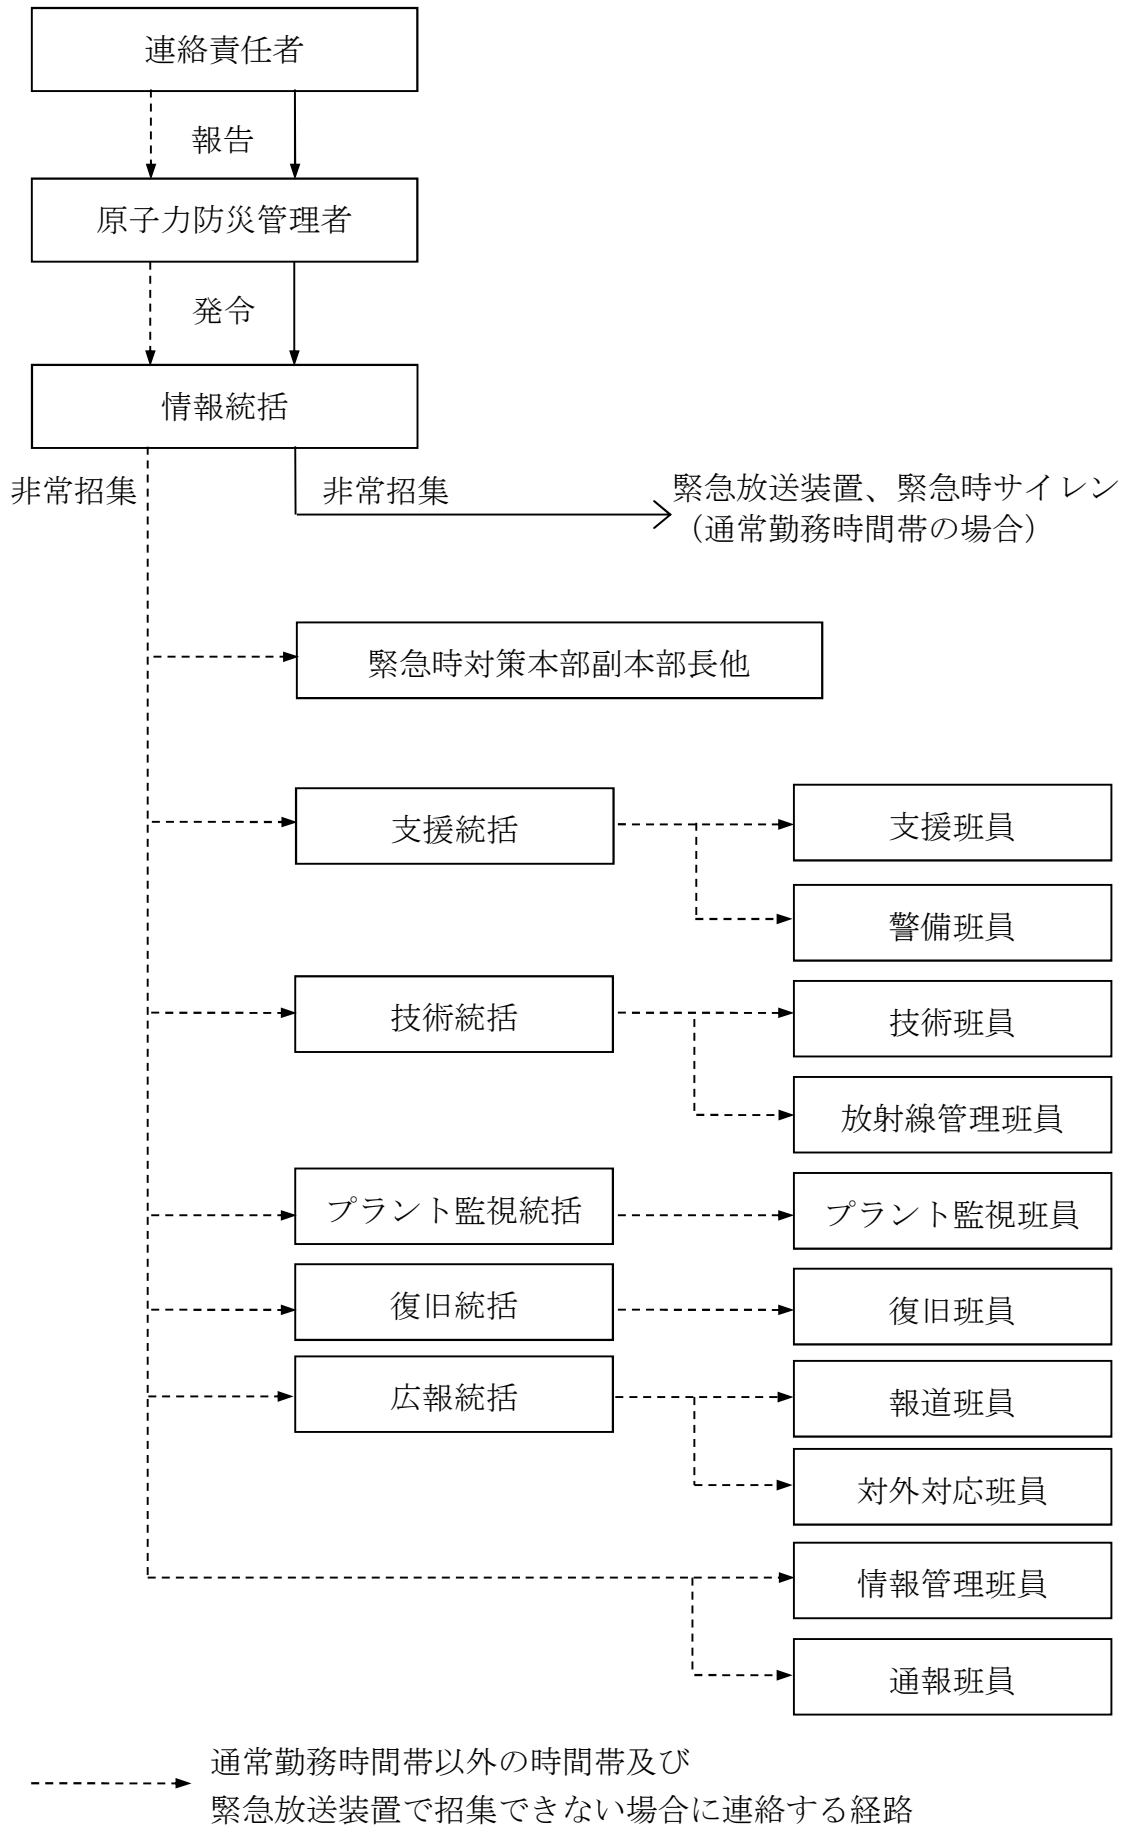 連絡責任者
報告
原子力防災管理者
発令
情報統括
非常招集
非常招集
緊急放送装置、緊急時サイレン
（通常勤務時間帯の場合）
緊急時対策本部副本部長他
支援統括
支援班員
警備班員
技術統括
技術班員
放射線管理班員
プラント監視統括
プラント監視班員
復旧統括
復旧班員
広報統括
報道班員
対外対応班員
情報管理班員
通報班員
通常勤務時間帯以外の時間帯及び
緊急放送装置で招集できない場合に連絡する経路